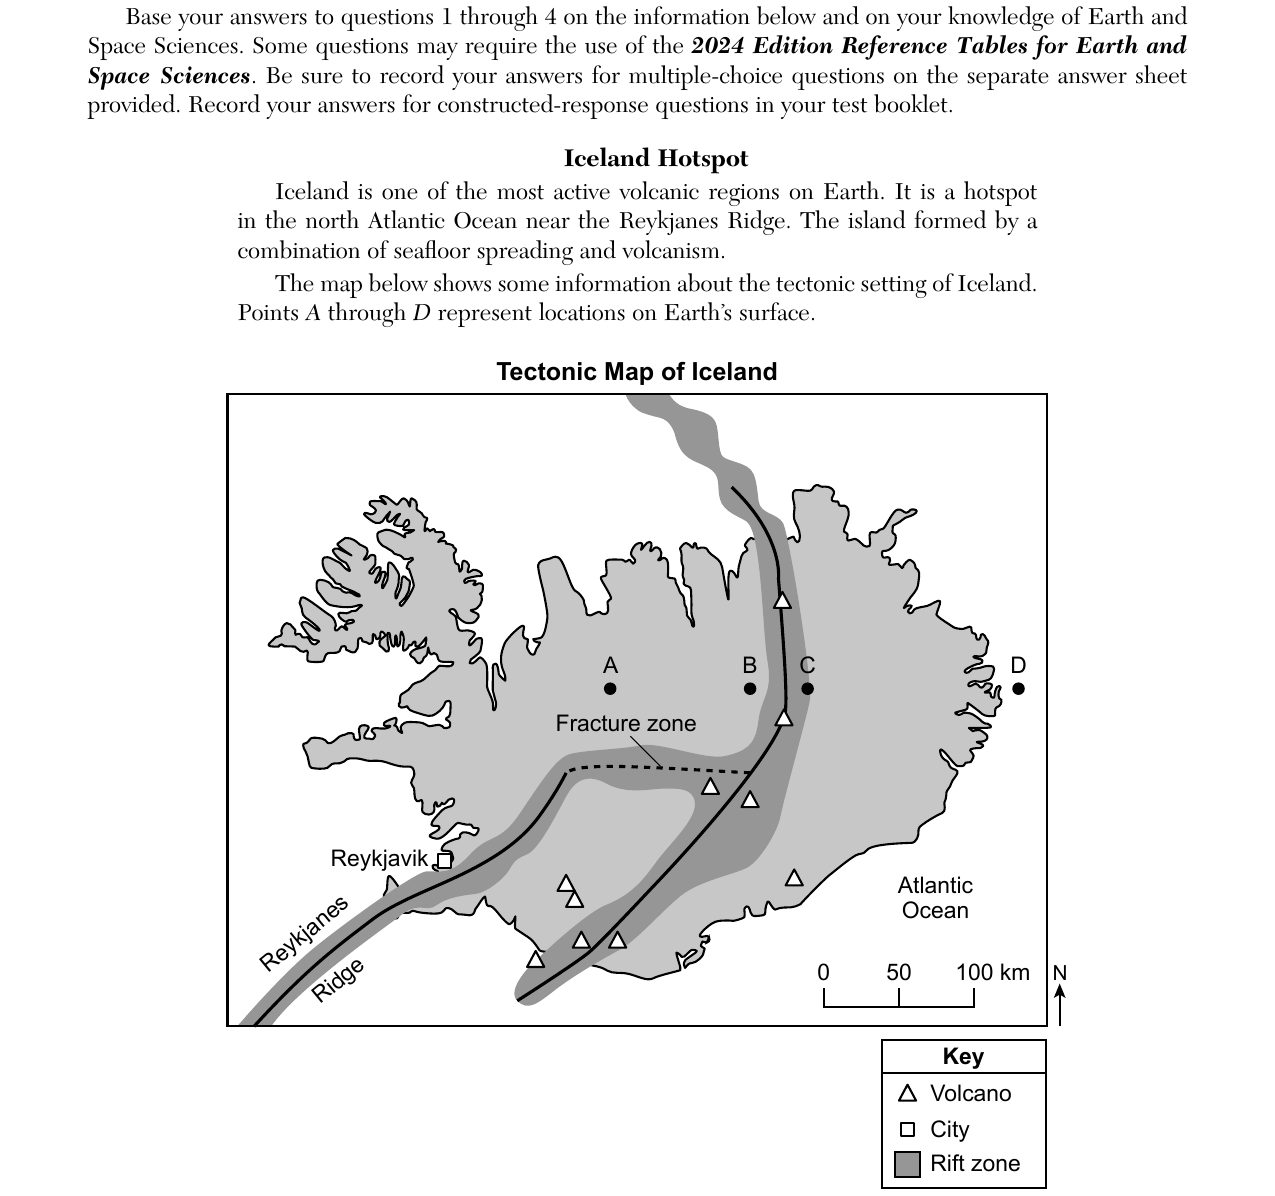 Base your answers to questions 1 through 4 on the information below and on your knowledge of Earth and
Space Sciences. Some questions may require the use of the 2024 Edition Reference Tables for Earth and
Space Sciences. Be sure to record your answers for multiple-choice questions on the separate answer sheet
provided. Record your answers for constructed-response questions in your test booklet.
Iceland Hotspot
Iceland is one of the most active volcanic regions on Earth. It is a hotspot
in the north Atlantic Ocean near the Reykjanes Ridge. The island formed by a
combination of seafloor spreading and volcanism.
The map below shows some information about the tectonic setting of Iceland.
Points A through D represent locations on Earth's surface.
Tectonic Map of Iceland
A B C D
Fracture zone
Reykjavik
Reykjanes
Ridge
Atlantic
Ocean
0 50 100 km
N
Key
Volcano
City
Rift zone